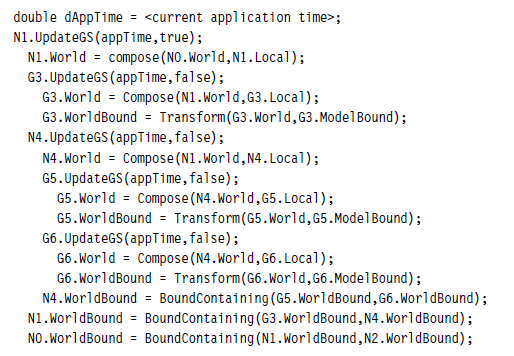 double dAppTime = <current application time>;
N1.UpdateGS(appTime,true);
N1.World = compose(N0.World,N1.Local);
G3.UpdateGS(appTime,false);
G3.World = Compose(N1.World,G3.Local);
G3.WorldBound = Transform(G3.World,G3.ModelBound);
N4.UpdateGS(appTime,false);
N4.World = Compose(N1.World,N4.Local);
G5.UpdateGS(appTime,false);
G5.World = Compose(N4.World,G5.Local);
G5.WorldBound = Transform(G5.World,G5.ModelBound);
G6.UpdateGS(appTime,false);
G6.World = Compose(N4.World,G6.Local);
G6.WorldBound = Transform(G6.World,G6.ModelBound);
N4.WorldBound = BoundContaining(G5.WorldBound,G6.WorldBound);
N1.WorldBound = BoundContaining(G3.WorldBound,N4.WorldBound);
N0.WorldBound = BoundContaining(N1.WorldBound,N2.WorldBound);